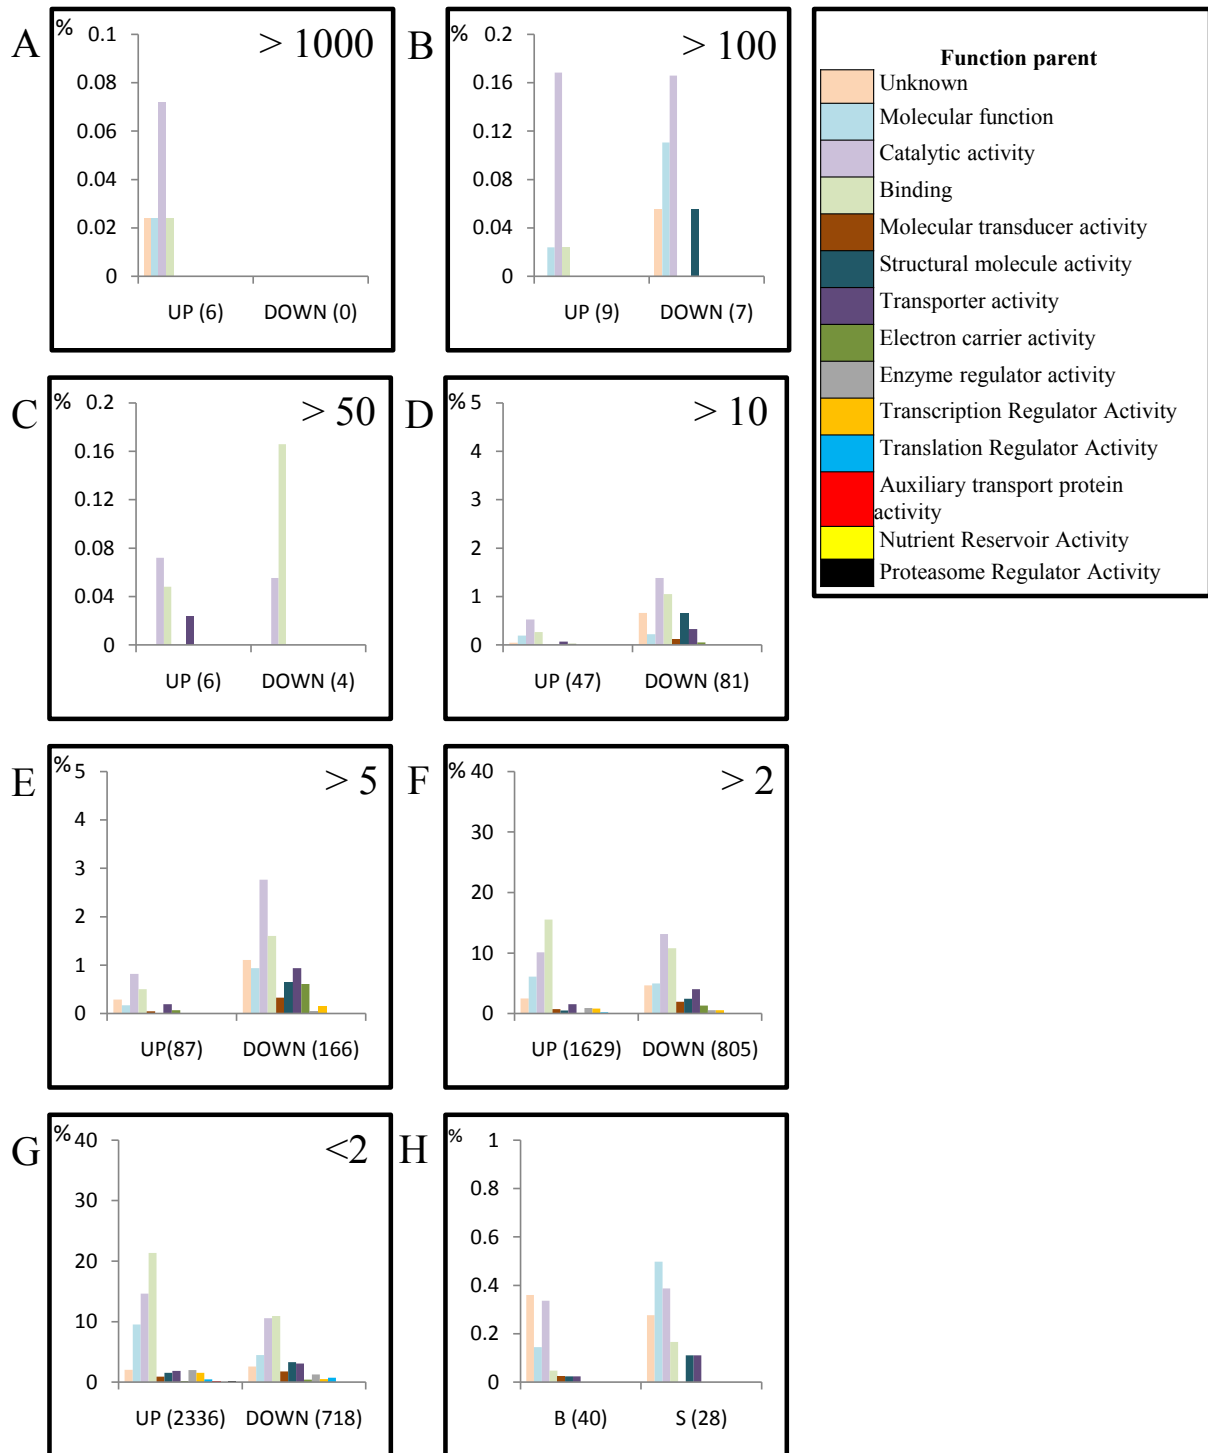 A
%
0.1
> 1000
0.08
0.06
0.04
0.02
0
UP (6)
DOWN (0)
B
%
0.2
> 100
0.16
0.12
0.08
0.04
0
UP (9)
DOWN (7)
Function parent
Unknown
Molecular function
Catalytic activity
Binding
Molecular transducer activity
Structural molecule activity
Transporter activity
Electron carrier activity
Enzyme regulator activity
Transcription Regulator Activity
Translation Regulator Activity
Auxiliary transport protein
activity
Nutrient Reservoir Activity
Proteasome Regulator Activity
C
%
0.2
> 50
0.16
0.12
0.08
0.04
0
UP (6)
DOWN (4)
D
%
5
> 10
4
3
2
1
0
UP (47)
DOWN (81)
E
%
5
> 5
4
3
2
1
0
UP(87)
DOWN (166)
F
%
40
> 2
30
20
10
0
UP (1629)
DOWN (805)
G
%
40
<2
30
20
10
0
UP (2336)
DOWN (718)
H
%
1
0.8
0.6
0.4
0.2
0
B (40)
S (28)